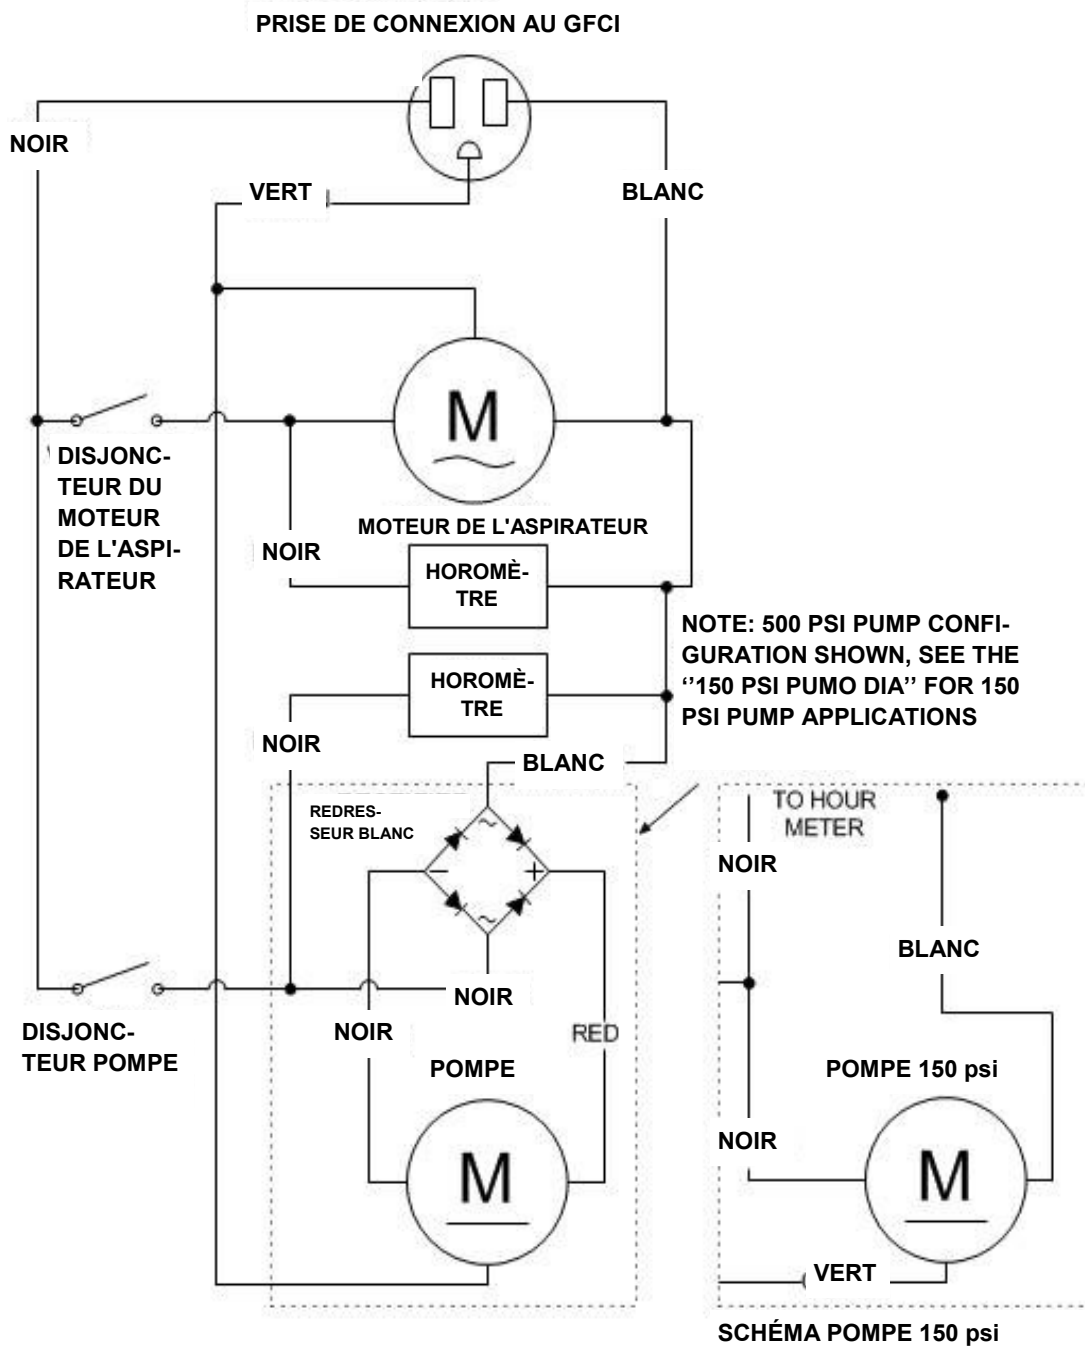 PRISE DE CONNEXION AU GFCI
NOIR
VERT
BLANC
M
DISJONC-
TEUR DU
MOTEUR
DE L'ASPI-
RATEUR
MOTEUR DE L'ASPIRATEUR
NOIR
HOROMÈ-
TRE
NOTE: 500 PSI PUMP CONFI-
GURATION SHOWN, SEE THE
‘’150 PSI PUMO DIA’’ FOR 150
PSI PUMP APPLICATIONS
HOROMÈ-
TRE
NOIR
BLANC
REDRES-
SEUR BLANC
TO HOUR
METER
NOIR
BLANC
NOIR
NOIR
RED
DISJONC-
TEUR POMPE
POMPE
POMPE 150 psi
NOIR
M
M
VERT
SCHÉMA POMPE 150 psi